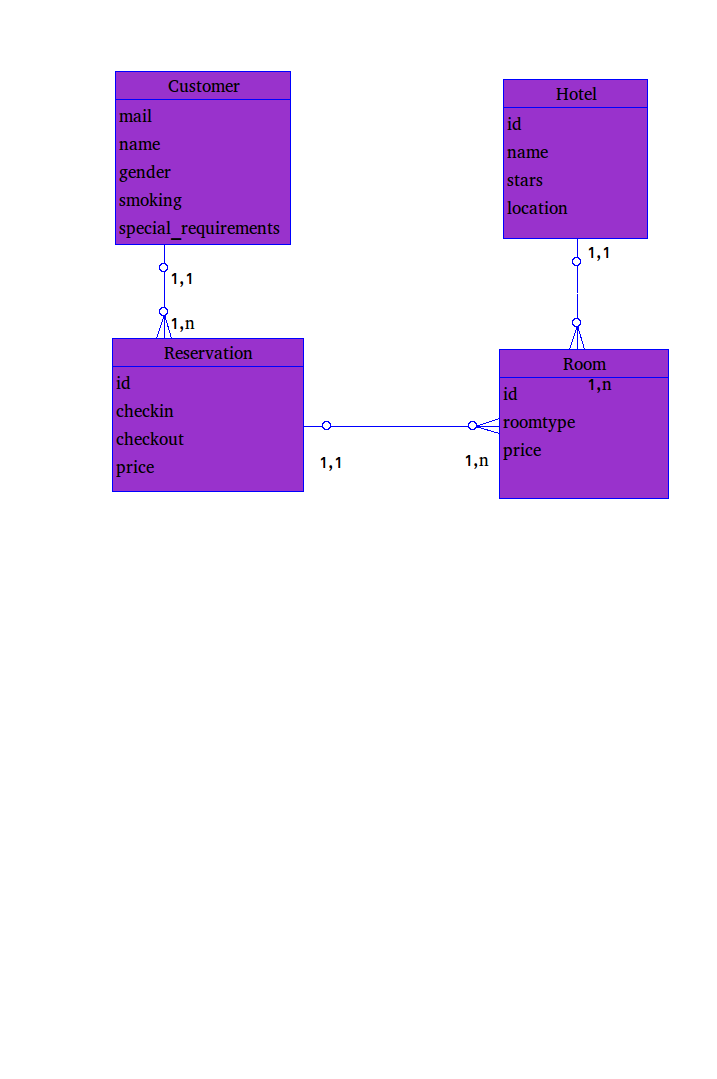 Customer
mail
name
gender
smoking
special_requirements
1,1
1,n
Reservation
id
checkin
checkout
price
1,1
1,n
Hotel
id
name
stars
location
1,1
Room
1,n
id
roomtype
price